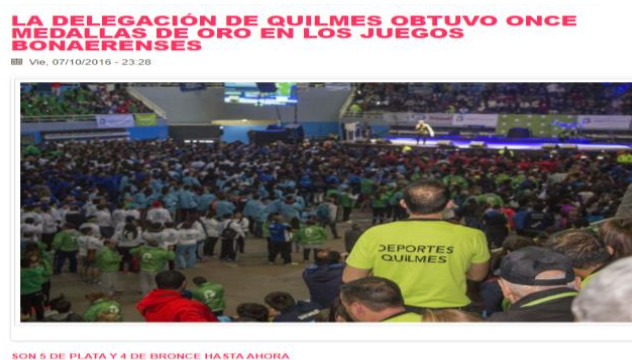 LA DELEGACIÓN DE QUILMES OBTUVO ONCE
MEDALLAS DE ORO EN LOS JUEGOS
BONAERENSES
Vie, 07/10/2016 - 23:28
DEPORTES
QUILMES
SON 5 DE PLATA Y 4 DE BRONCE HASTA AHORA